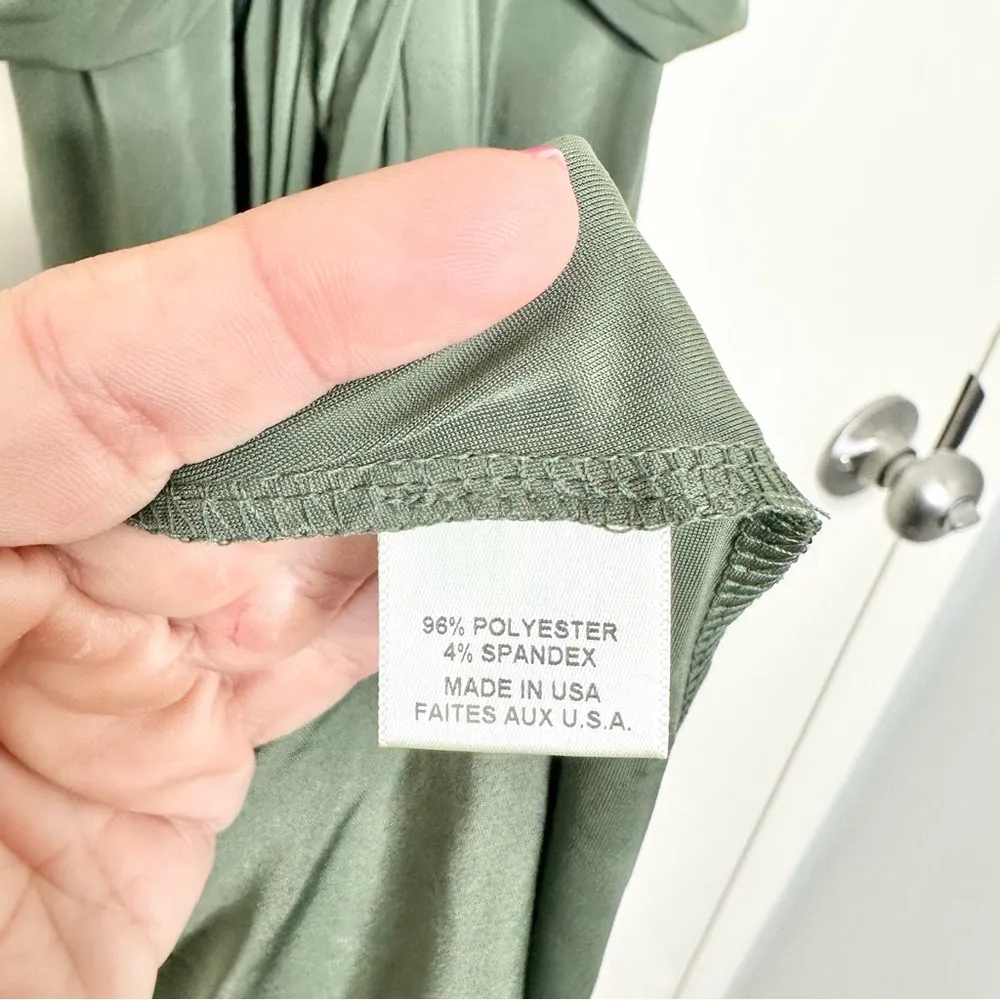 96% POLYESTER
4% SPANDEX
MADE IN USA
FAITES AUX U.S.A.